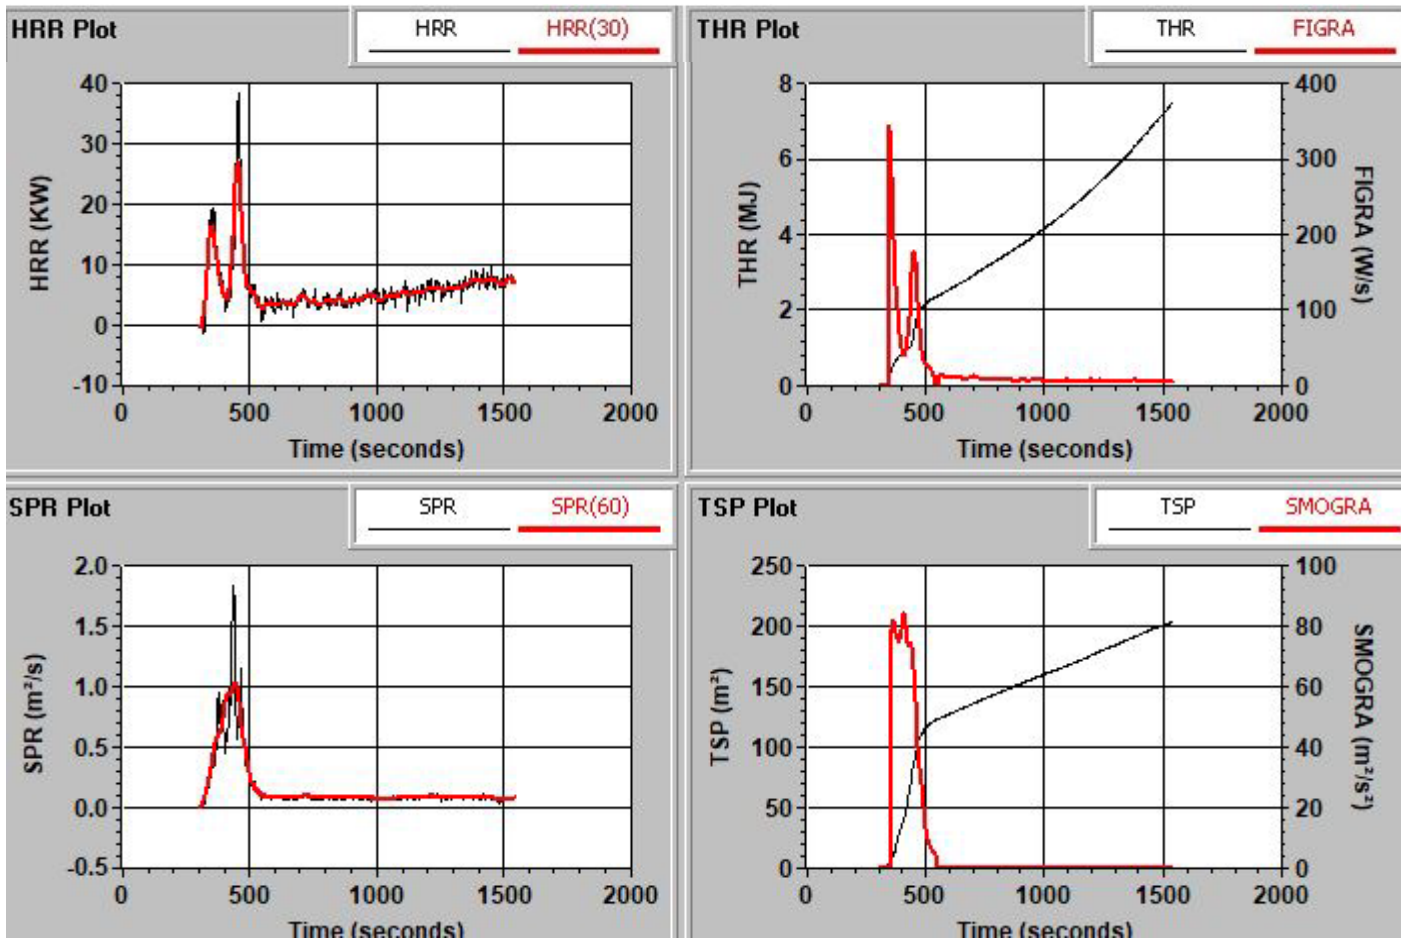 HRR Plot
HRR HRR(30)
40
30
20
10
0
-10
HRR (KW)
0 500 1000 1500 2000
Time (seconds)
THR Plot
THR FIGRA
8
6
4
2
0
THR (MJ)
400
300
200
100
0
FIGRA (W/s)
0 500 1000 1500 2000
Time (seconds)
SPR Plot
SPR SPR(60)
2.0
1.5
1.0
0.5
0.0
-0.5
SPR (m²/s)
0 500 1000 1500 2000
Time (seconds)
TSP Plot
TSP SMOGRA
250
200
150
100
50
0
TSP (m²)
100
80
60
40
20
0
SMOGRA (m²/s²)
0 500 1000 1500 2000
Time (seconds)